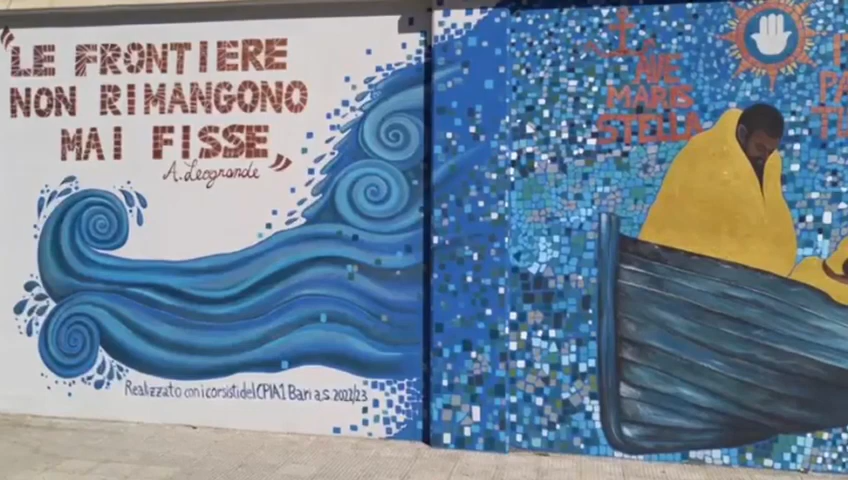 "LE FRONTIERE
NON RIMANGONO
MAI FISSE"
A. Leogrande
Realizzato con i corsisti del CPIA1 Bari a.s. 2022/23
AVE
MARIS
STELLA